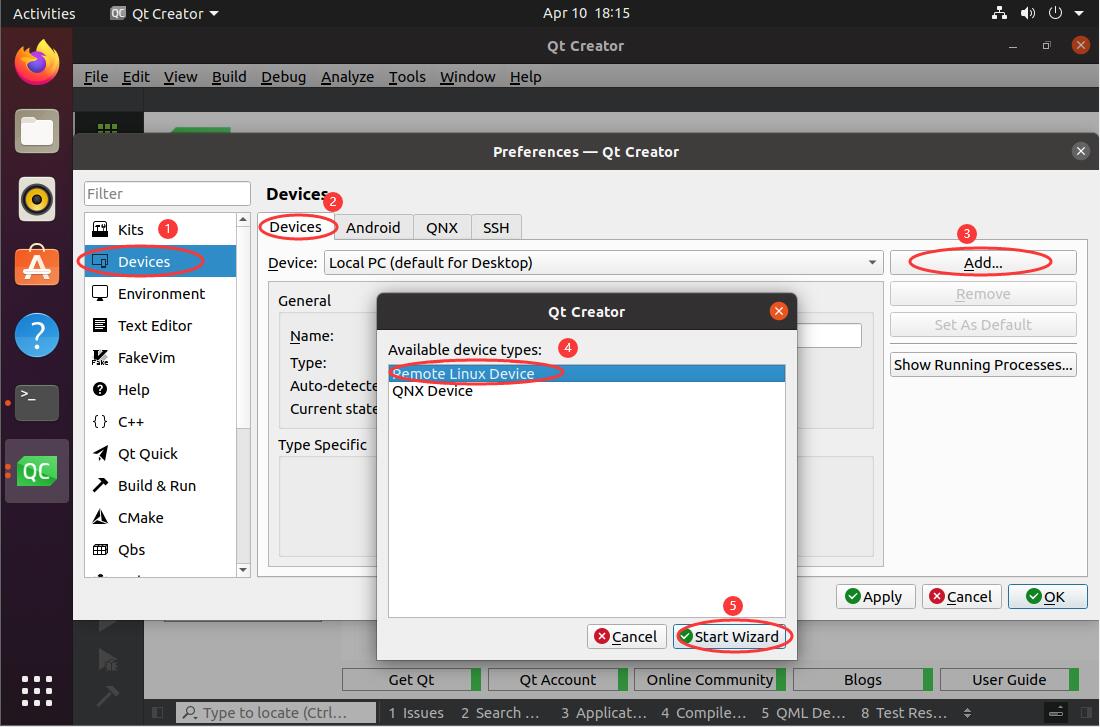 Activities
QC Qt Creator
Apr 10 18:15
Qt Creator
File Edit View Build Debug Analyze Tools Window Help
Preferences — Qt Creator
Filter
Kits
1
Devices
Environment
Text Editor
FakeVim
Help
C++
Qt Quick
Build & Run
CMake
Qbs
Devices
2
Devices
Android
QNX
SSH
Device:
Local PC (default for Desktop)
3
Add...
Remove
Set As Default
Show Running Processes...
General
Name:
Type:
Auto-detecte
Current state
Type Specific
Qt Creator
Available device types:
4
Remote Linux Device
QNX Device
5
Cancel
Start Wizard
Apply
Cancel
OK
QC
Get Qt
Qt Account
Online Community
Blogs
User Guide
Type to locate (Ctrl...
1 Issues
2 Search ...
3 Applicat...
4 Compile...
5 QML De...
8 Test Res...